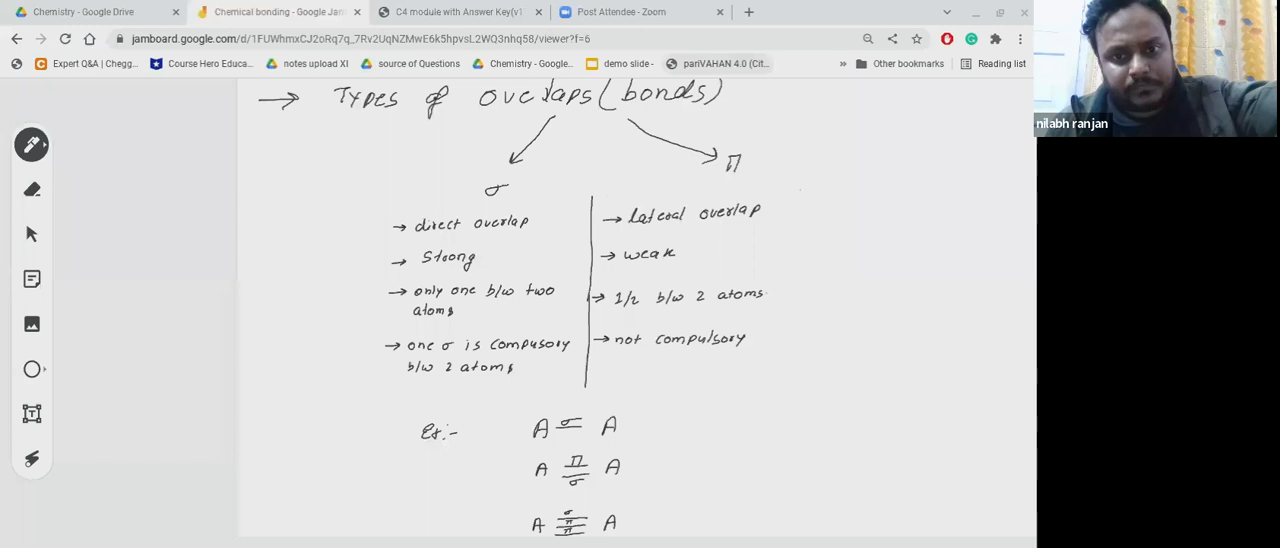 Chemistry - Google Drive
Chemical bonding - Google Jam
C4 module with Answer Key(v1
Post Attendee - Zoom
jamboard.google.com/d/1FUWhmxCJ2oRq7q_7Rv2UqNZMwE6k5hpvsL2WQ3nhq58/viewer?f=6
Expert Q&A | Chegg...
Course Hero Educa...
notes upload XI
source of Questions
Chemistry - Google...
demo slide -
pariVAHAN 4.0 (Cit...
»
Other bookmarks
Reading list
nilabh ranjan
→ Types of overlaps (bonds)
σ
π
→ direct overlap
→ Strong
→ only one b/w two
atoms
→ one σ is compusory
b/w 2 atoms
→ lateral overlap
→ weak
→ 1/2 b/w 2 atoms
→ not compulsory
Ex:-
A σ A
A π σ A
A σ π π A